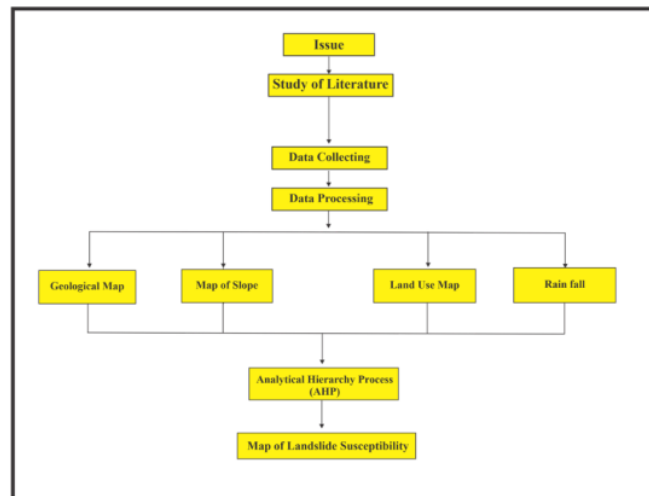 Issue
Study of Literature
Data Collecting
Data Processing
Geological Map
Map of Slope
Land Use Map
Rain fall
Analytical Hierarchy Process
(AHP)
Map of Landslide Susceptibility